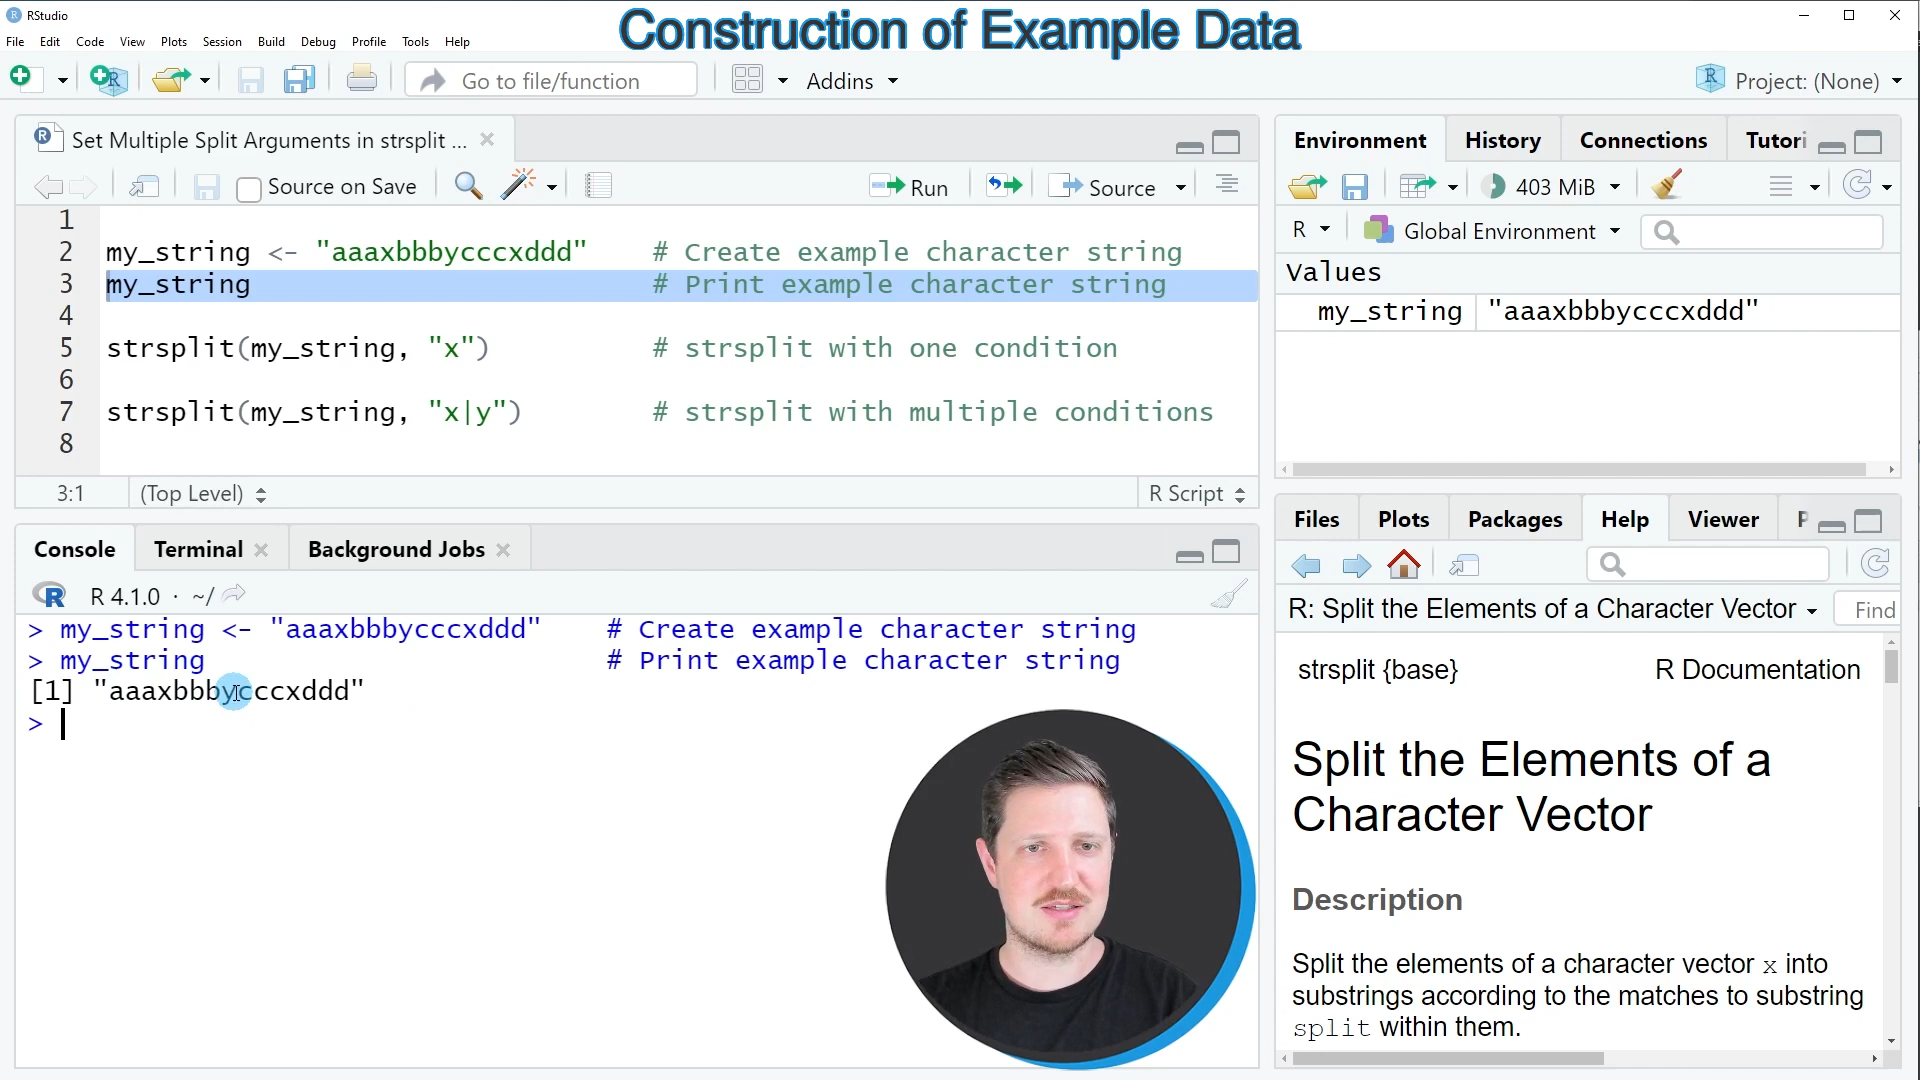 RStudio
Construction of Example Data
File Edit Code View Plots Session Build Debug Profile Tools Help
Go to file/function
Addins
Project: (None)
Set Multiple Split Arguments in strsplit ...
Source on Save
Run
Source
1
2 my_string <- "aaaxbbbycccxddd" # Create example character string
3 my_string # Print example character string
4
5 strsplit(my_string, "x") # strsplit with one condition
6
7 strsplit(my_string, "x|y") # strsplit with multiple conditions
8
3:1 (Top Level) R Script
Console Terminal Background Jobs
R 4.1.0 · ~/
> my_string <- "aaaxbbbycccxddd" # Create example character string
> my_string # Print example character string
[1] "aaaxbbbycccxddd"
>
Environment History Connections Tutori
403 MiB
R Global Environment
Values
my_string "aaaxbbbycccxddd"
Files Plots Packages Help Viewer P
R: Split the Elements of a Character Vector Find
strsplit {base} R Documentation
Split the Elements of a
Character Vector
Description
Split the elements of a character vector x into
substrings according to the matches to substring
split within them.